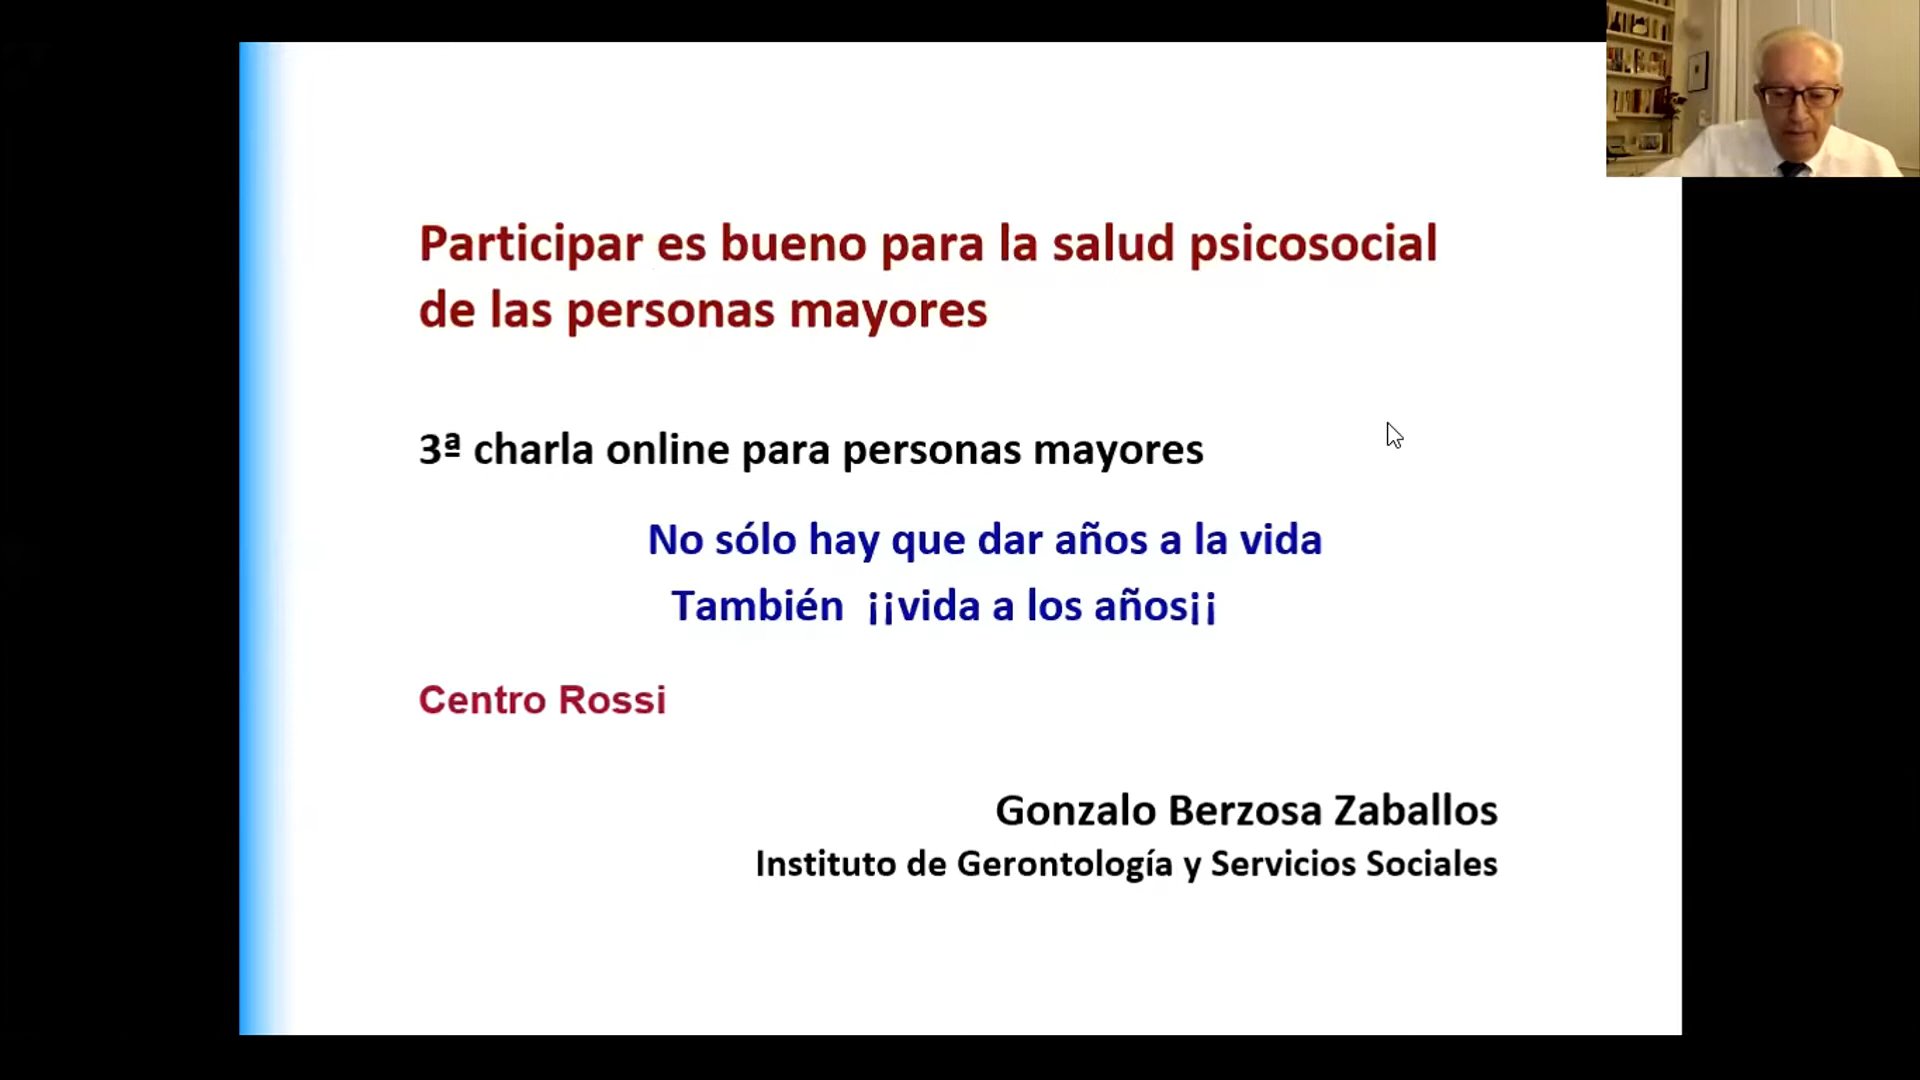 Participar es bueno para la salud psicosocial
de las personas mayores
3ª charla online para personas mayores
No sólo hay que dar años a la vida
También ¡¡vida a los años¡¡
Centro Rossi
Gonzalo Berzosa Zaballos
Instituto de Gerontología y Servicios Sociales